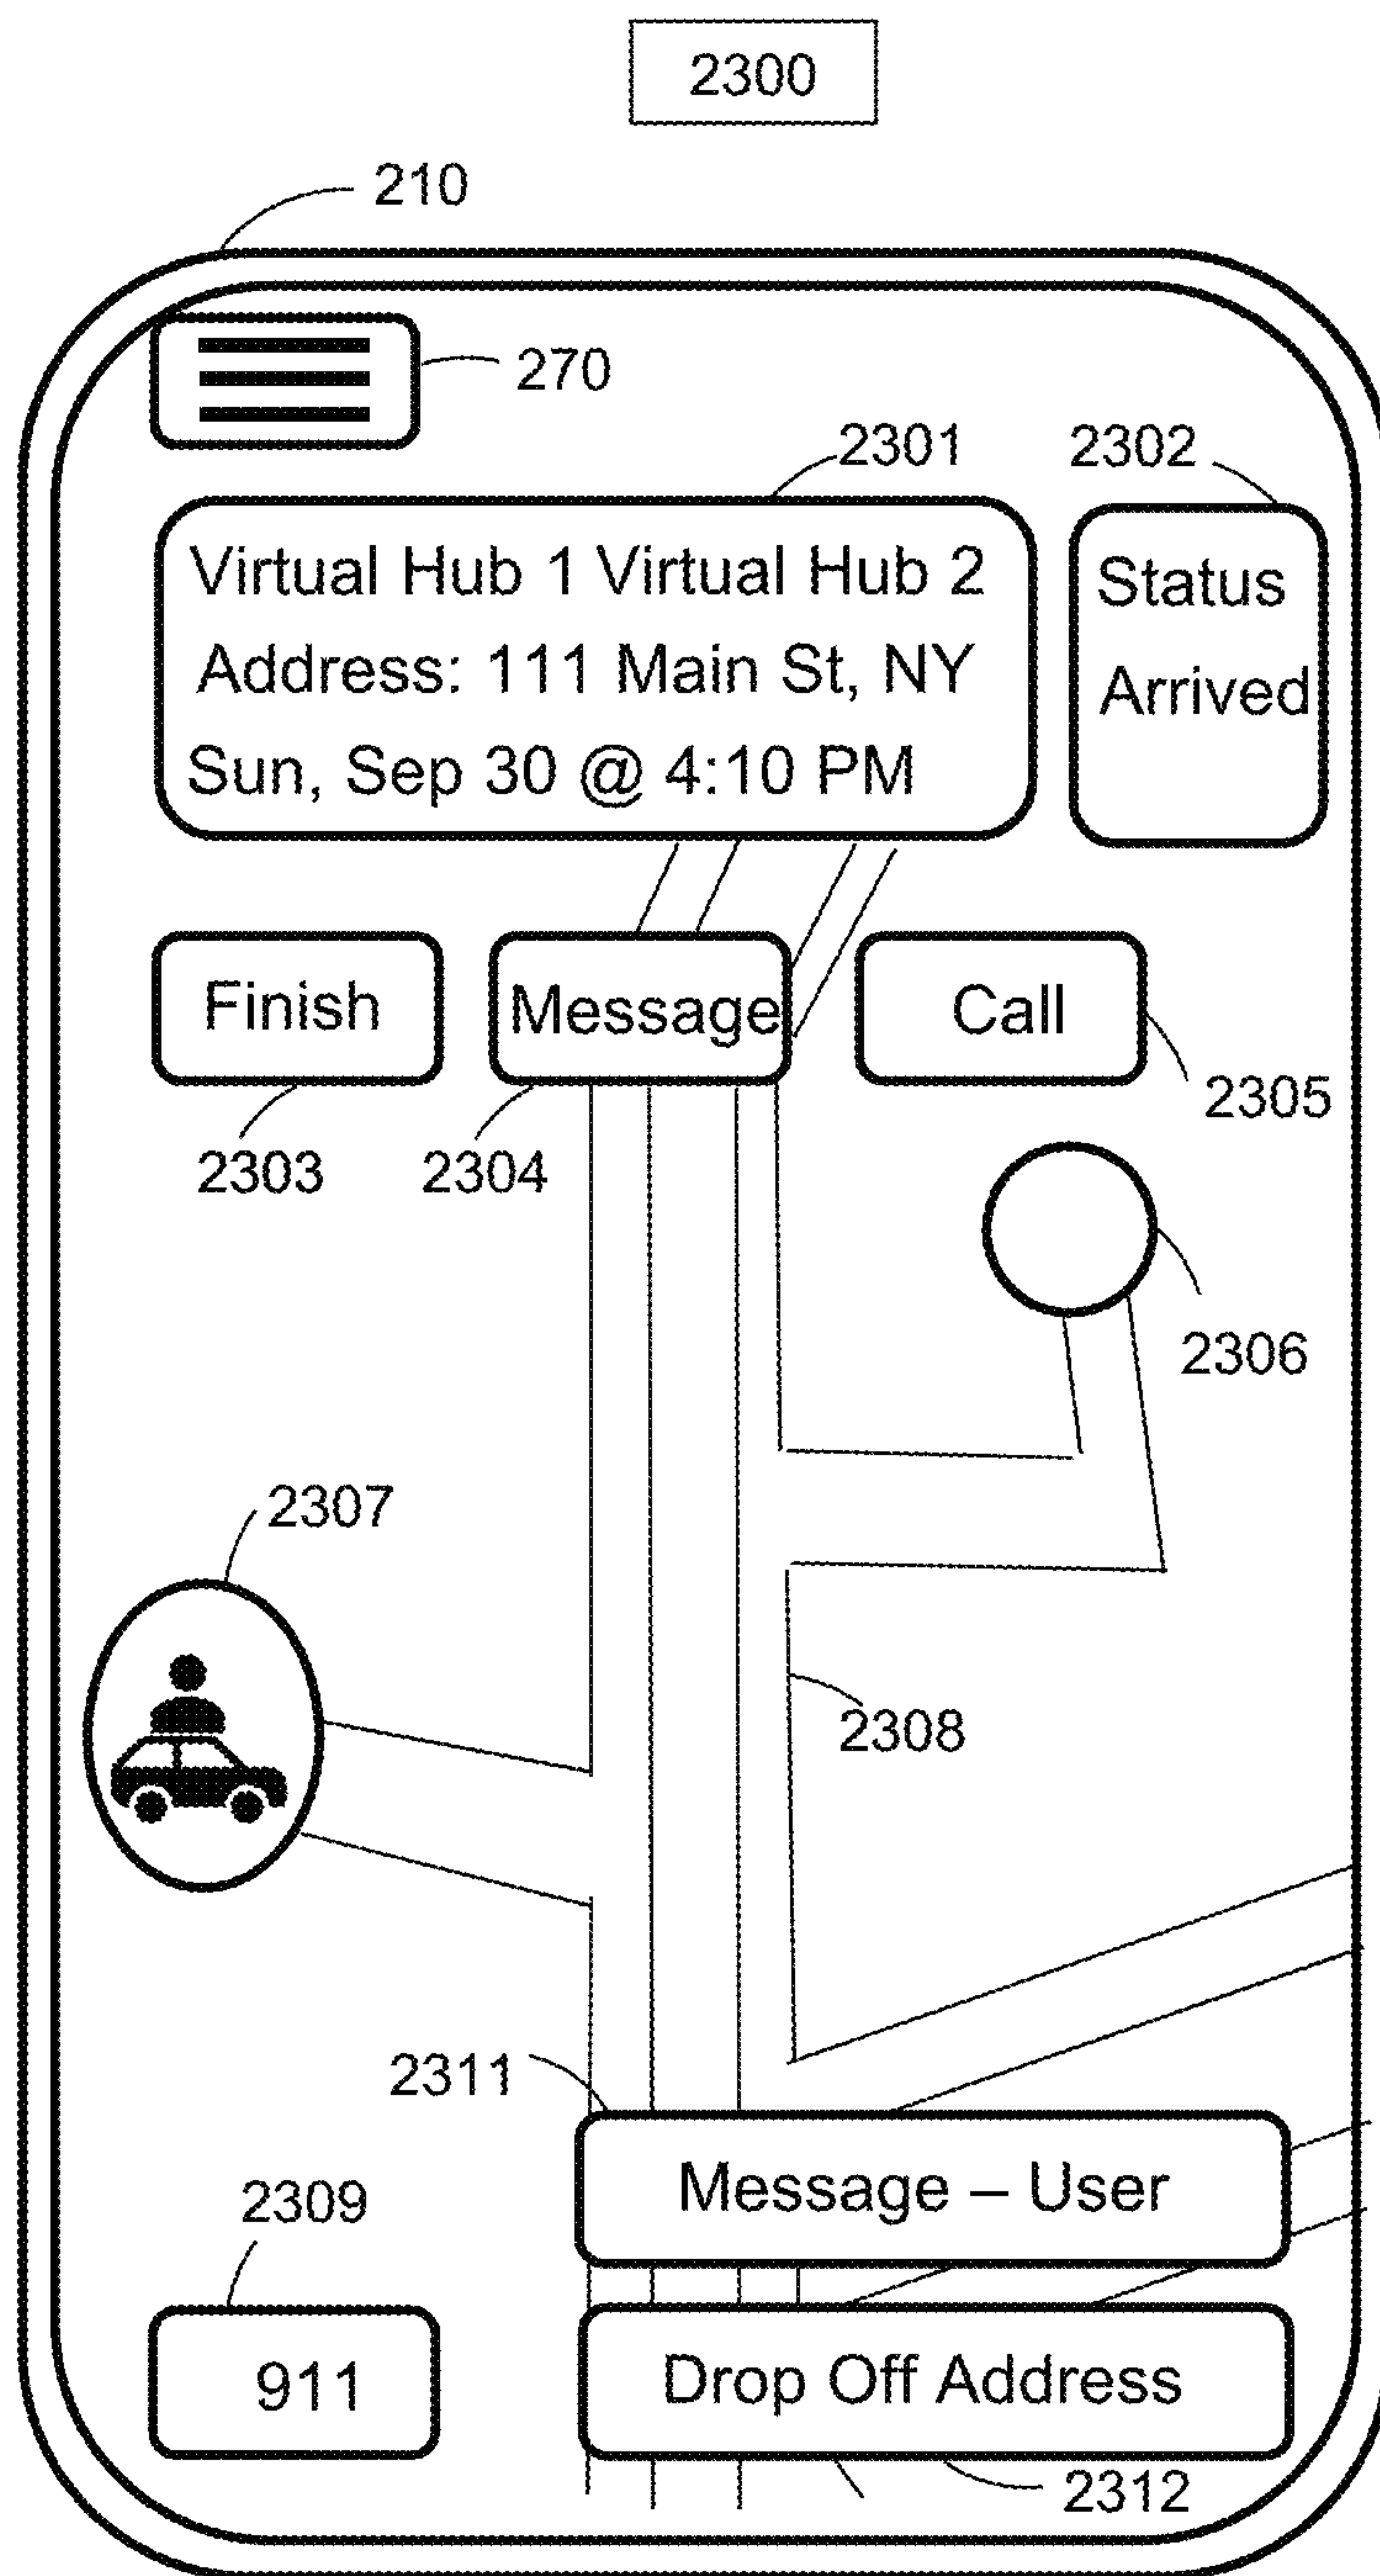 2300
210
270
2301
2302
Virtual Hub 1 Virtual Hub 2
Address: 111 Main St, NY
Sun, Sep 30 @ 4:10 PM
Status
Arrived
Finish
Message
Call
2303
2304
2305
2306
2307
2308
2311
Message – User
2309
911
Drop Off Address
2312